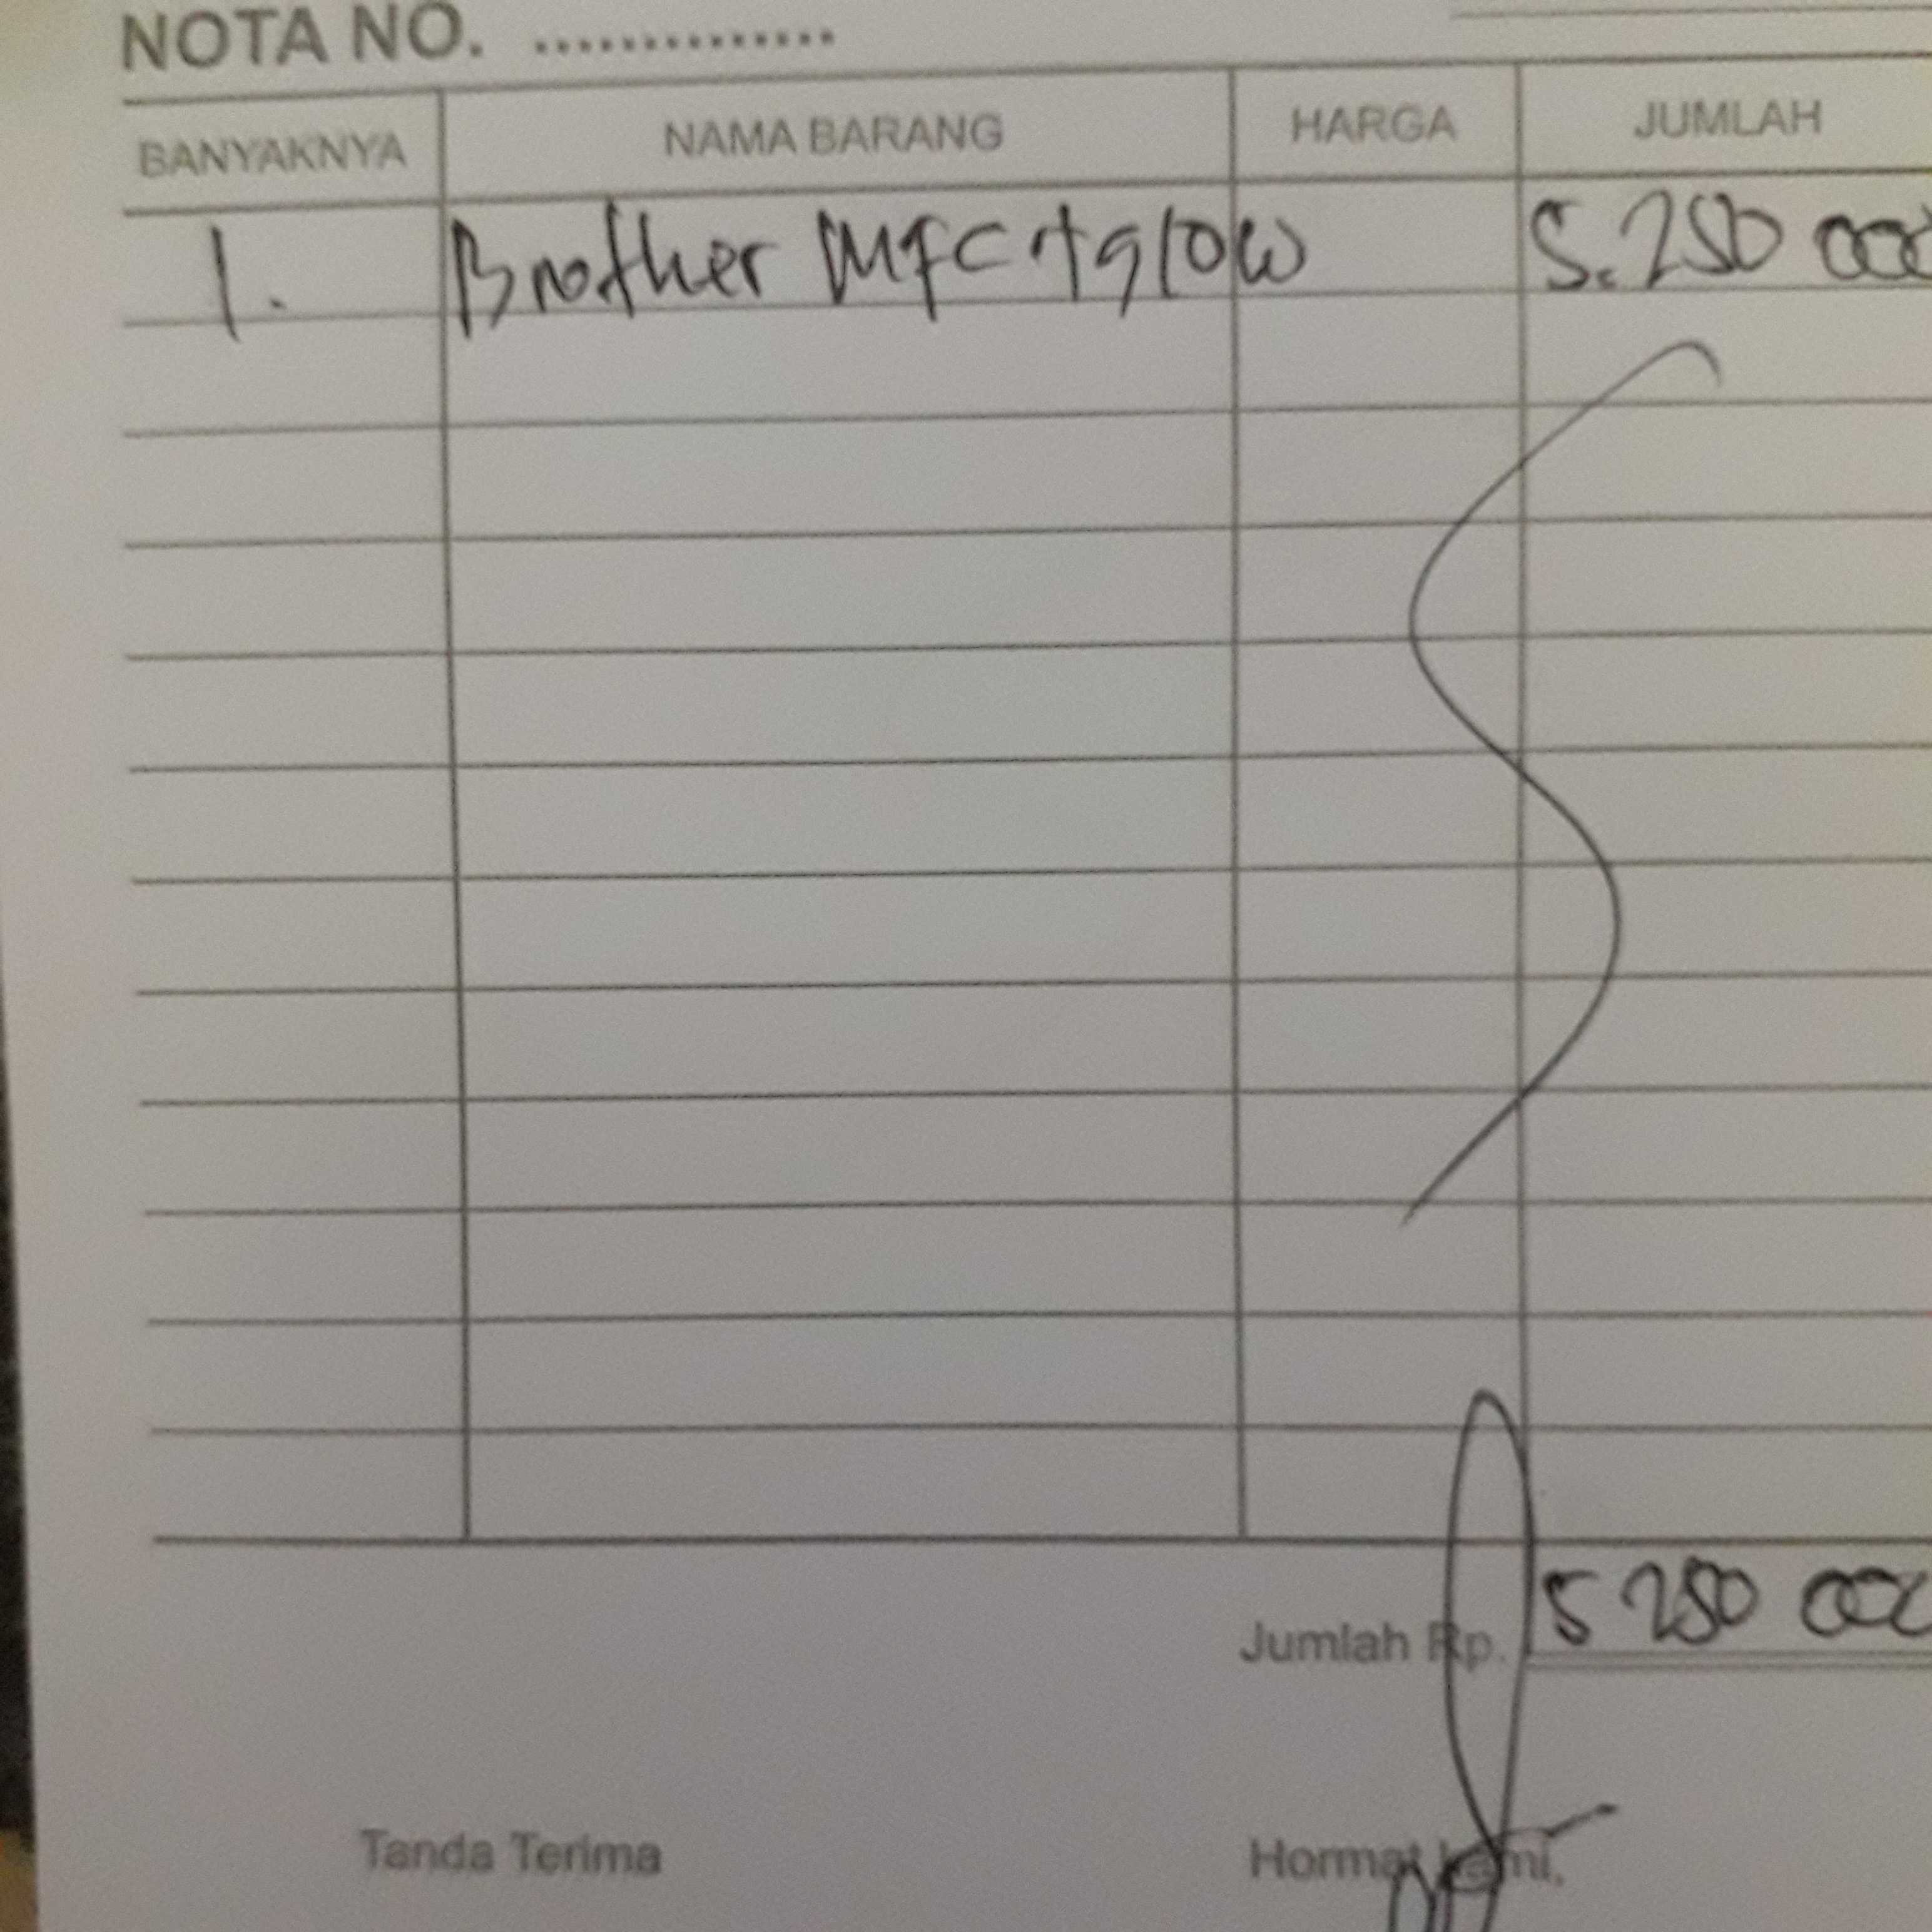 NOTA NO. ..............
BANYAKNYA NAMA BARANG HARGA JUMLAH
1. Brother MFC T910W 5.250 000
Jumlah Rp. 5 250 000
Tanda Terima Hormat kami,